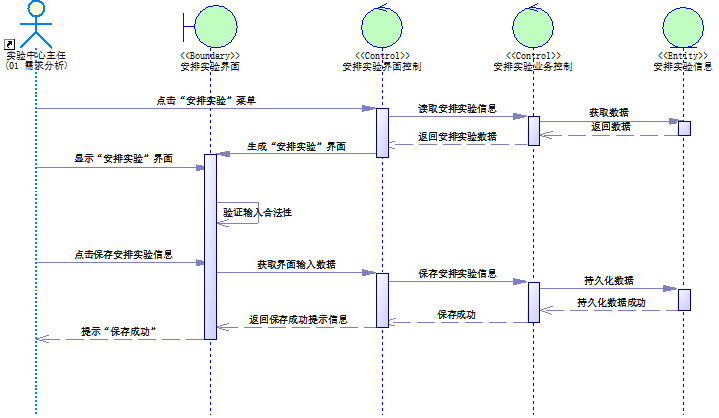 实验中心主任
(01 需求分析)
<<Boundary>>
安排实验界面
<<Control>>
安排实验界面控制
<<Control>>
安排实验业务控制
<<Entity>>
安排实验信息
点击“安排实验”菜单
读取安排实验信息
获取数据
返回数据
返回安排实验数据
生成“安排实验”界面
显示“安排实验”界面
验证输入合法性
点击保存安排实验信息
获取界面输入数据
保存安排实验信息
持久化数据
持久化数据成功
保存成功
返回保存成功提示信息
提示“保存成功”